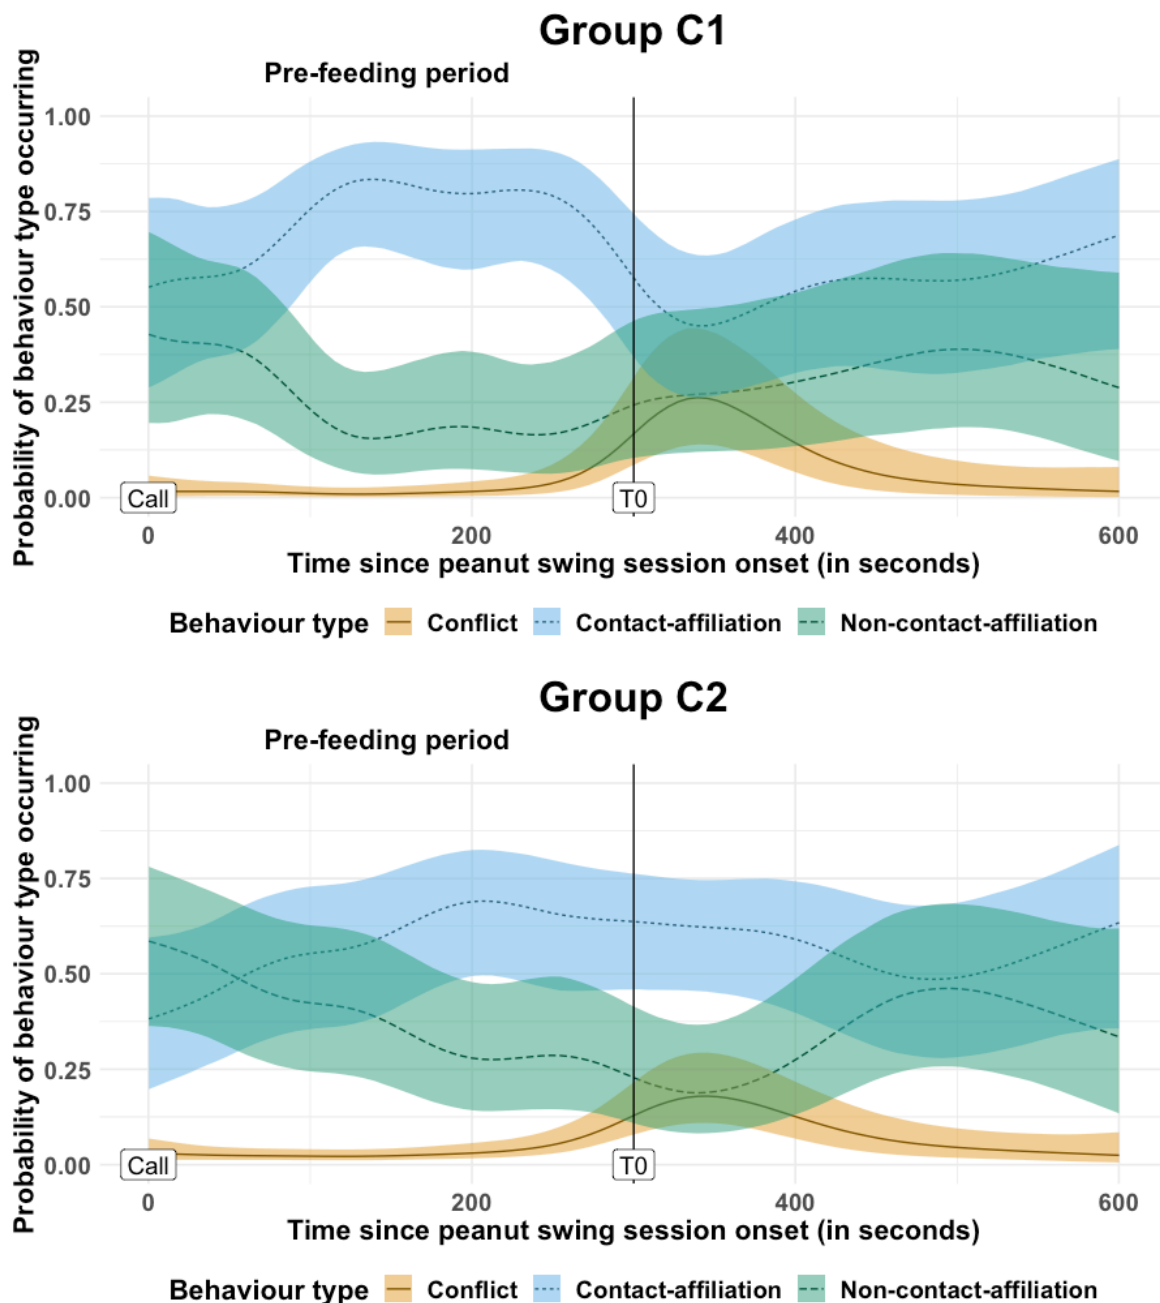 Group C1
Pre-feeding period
Probability of behaviour type occurring
1.00
0.75
0.50
0.25
0.00
Call
T0
0 200 400 600
Time since peanut swing session onset (in seconds)
Behaviour type Conflict Contact-affiliation Non-contact-affiliation
Group C2
Pre-feeding period
Probability of behaviour type occurring
1.00
0.75
0.50
0.25
0.00
Call
T0
0 200 400 600
Time since peanut swing session onset (in seconds)
Behaviour type Conflict Contact-affiliation Non-contact-affiliation